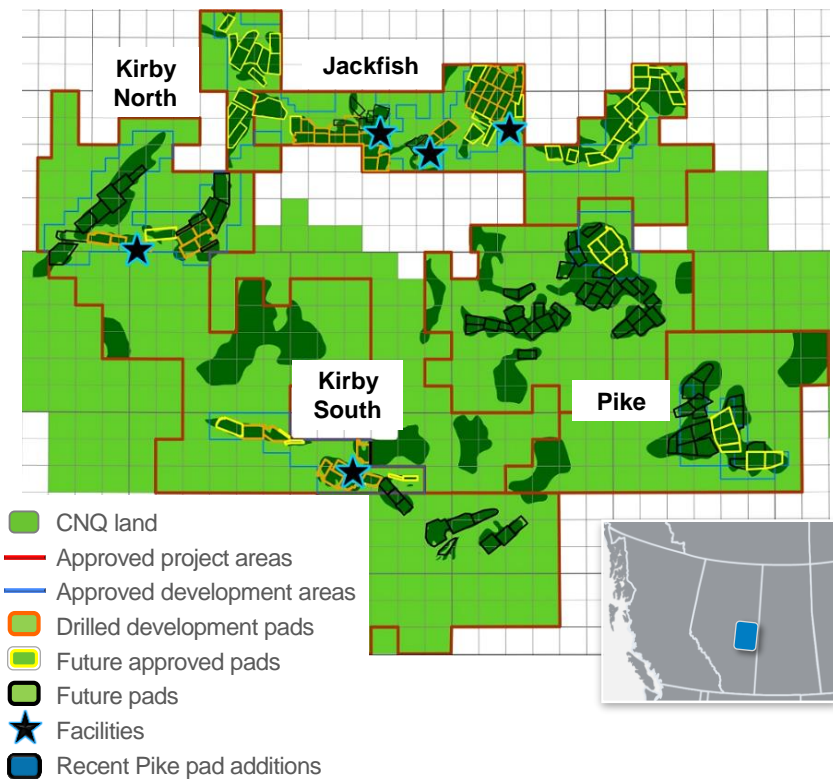 Kirby
North
Jackfish
Kirby
South
Pike
CNQ land
Approved project areas
Approved development areas
Drilled development pads
Future approved pads
Future pads
Facilities
Recent Pike pad additions